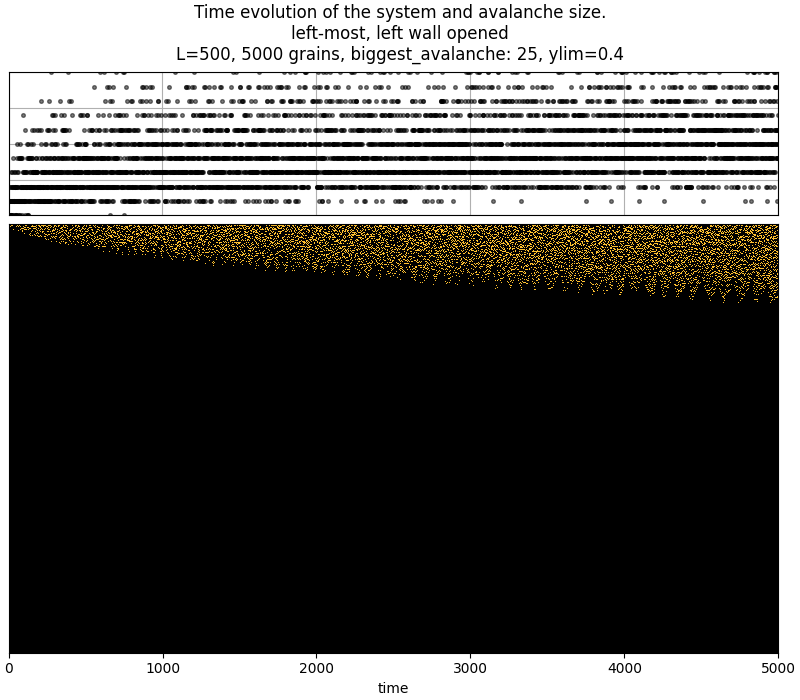 Time evolution of the system and avalanche size.
left-most, left wall opened
L=500, 5000 grains, biggest_avalanche: 25, ylim=0.4
0 1000 2000 3000 4000 5000
time